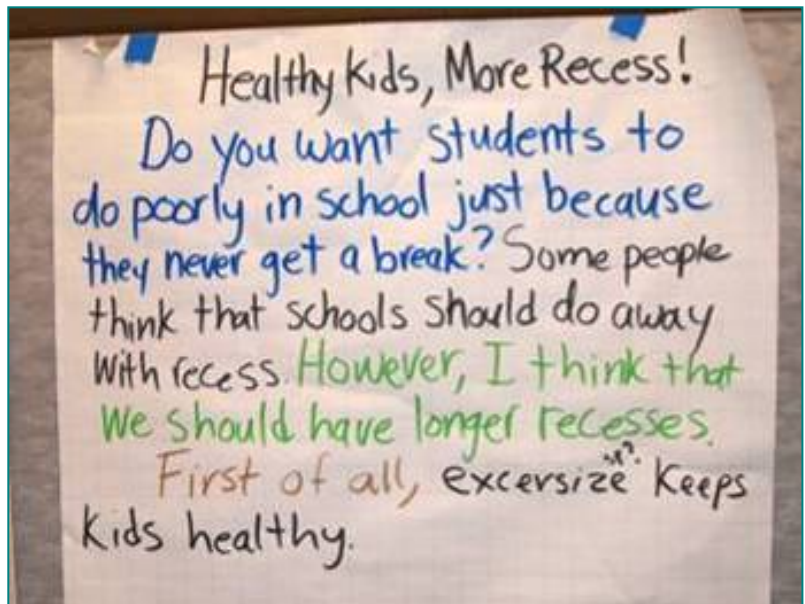 Healthy Kids, More Recess!
Do you want students to
do poorly in school just because
they never get a break? Some people
think that schools should do away
with recess. However, I think that
we should have longer recesses.
First of all, excersize keeps
kids healthy.